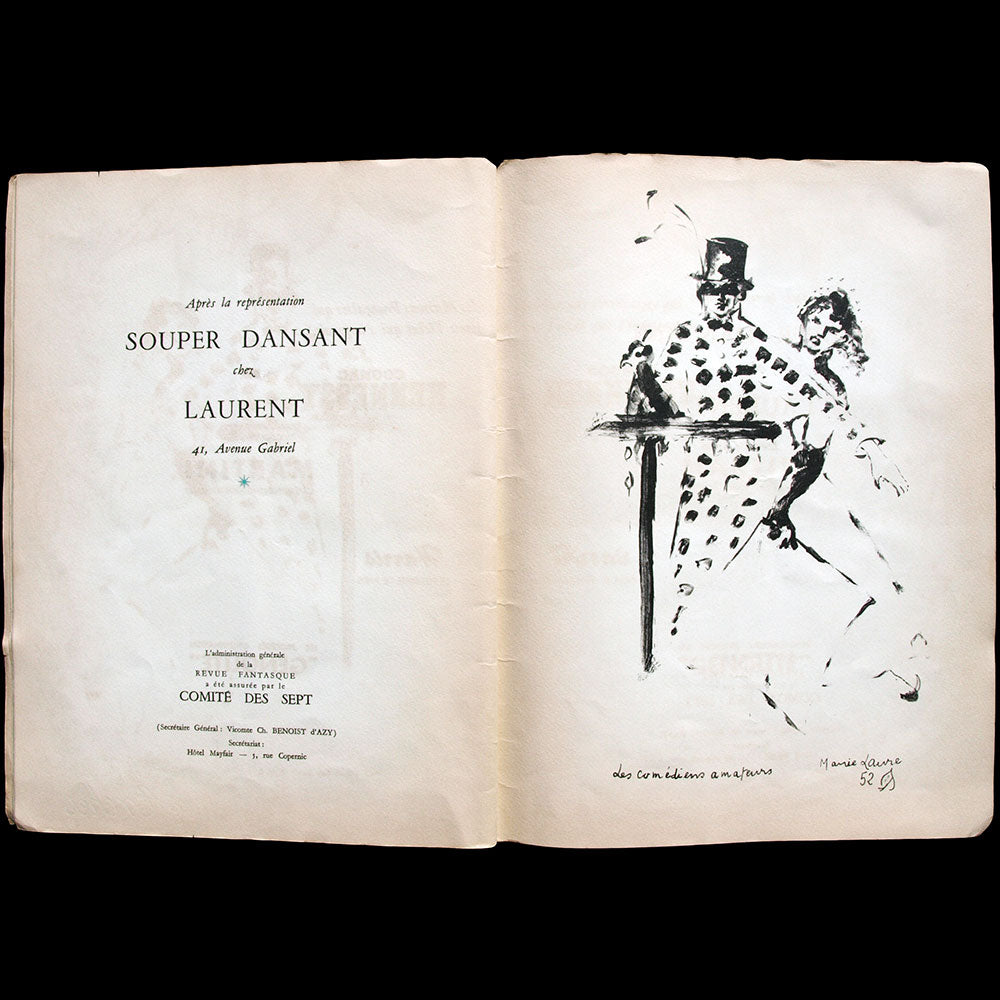 Après la représentation
SOUPER DANSANT
chez
LAURENT
41, Avenue Gabriel
L'administration générale
de la
REVUE FANTASQUE
a été assurée par le
COMITÉ DES SEPT
(Secrétaire Général : Vicomte Ch. BENOIST d'AZY)
Secrétariat :
Hôtel Mayfair — 5, rue Copernic
Les comédiens amateurs
Marie Laure
52